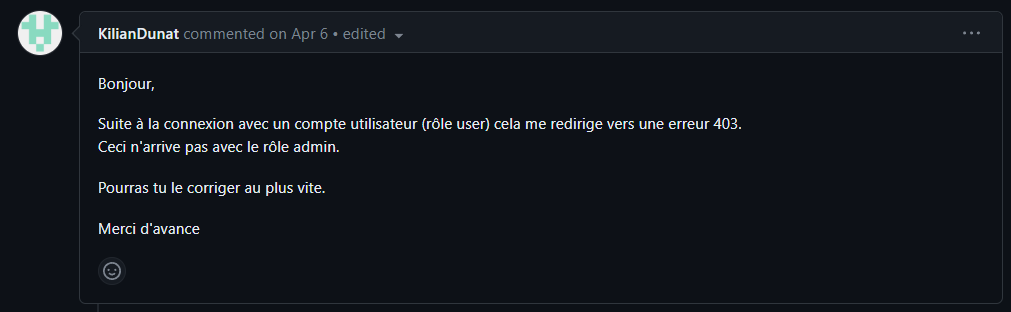 KilianDunat commented on Apr 6 • edited
Bonjour,
Suite à la connexion avec un compte utilisateur (rôle user) cela me redirige vers une erreur 403.
Ceci n'arrive pas avec le rôle admin.
Pourras tu le corriger au plus vite.
Merci d'avance